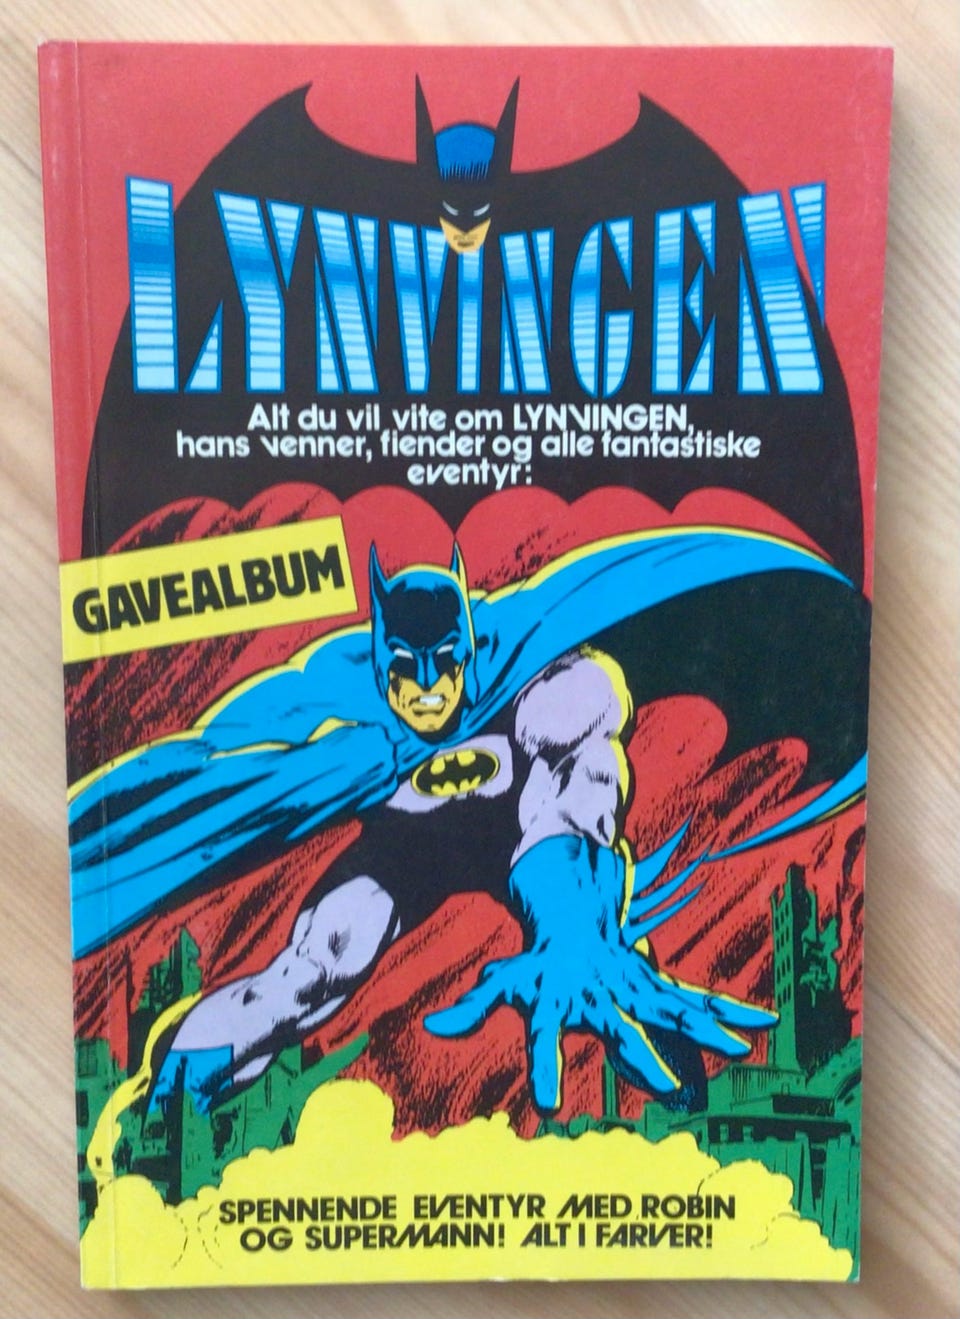 LYNVINGEN
Alt du vil vite om LYNVINGEN,
hans venner, fiender og alle fantastiske
eventyr:
GAVEALBUM
SPENNENDE EVENTYR MED ROBIN
OG SUPERMANN! ALT I FARVER!